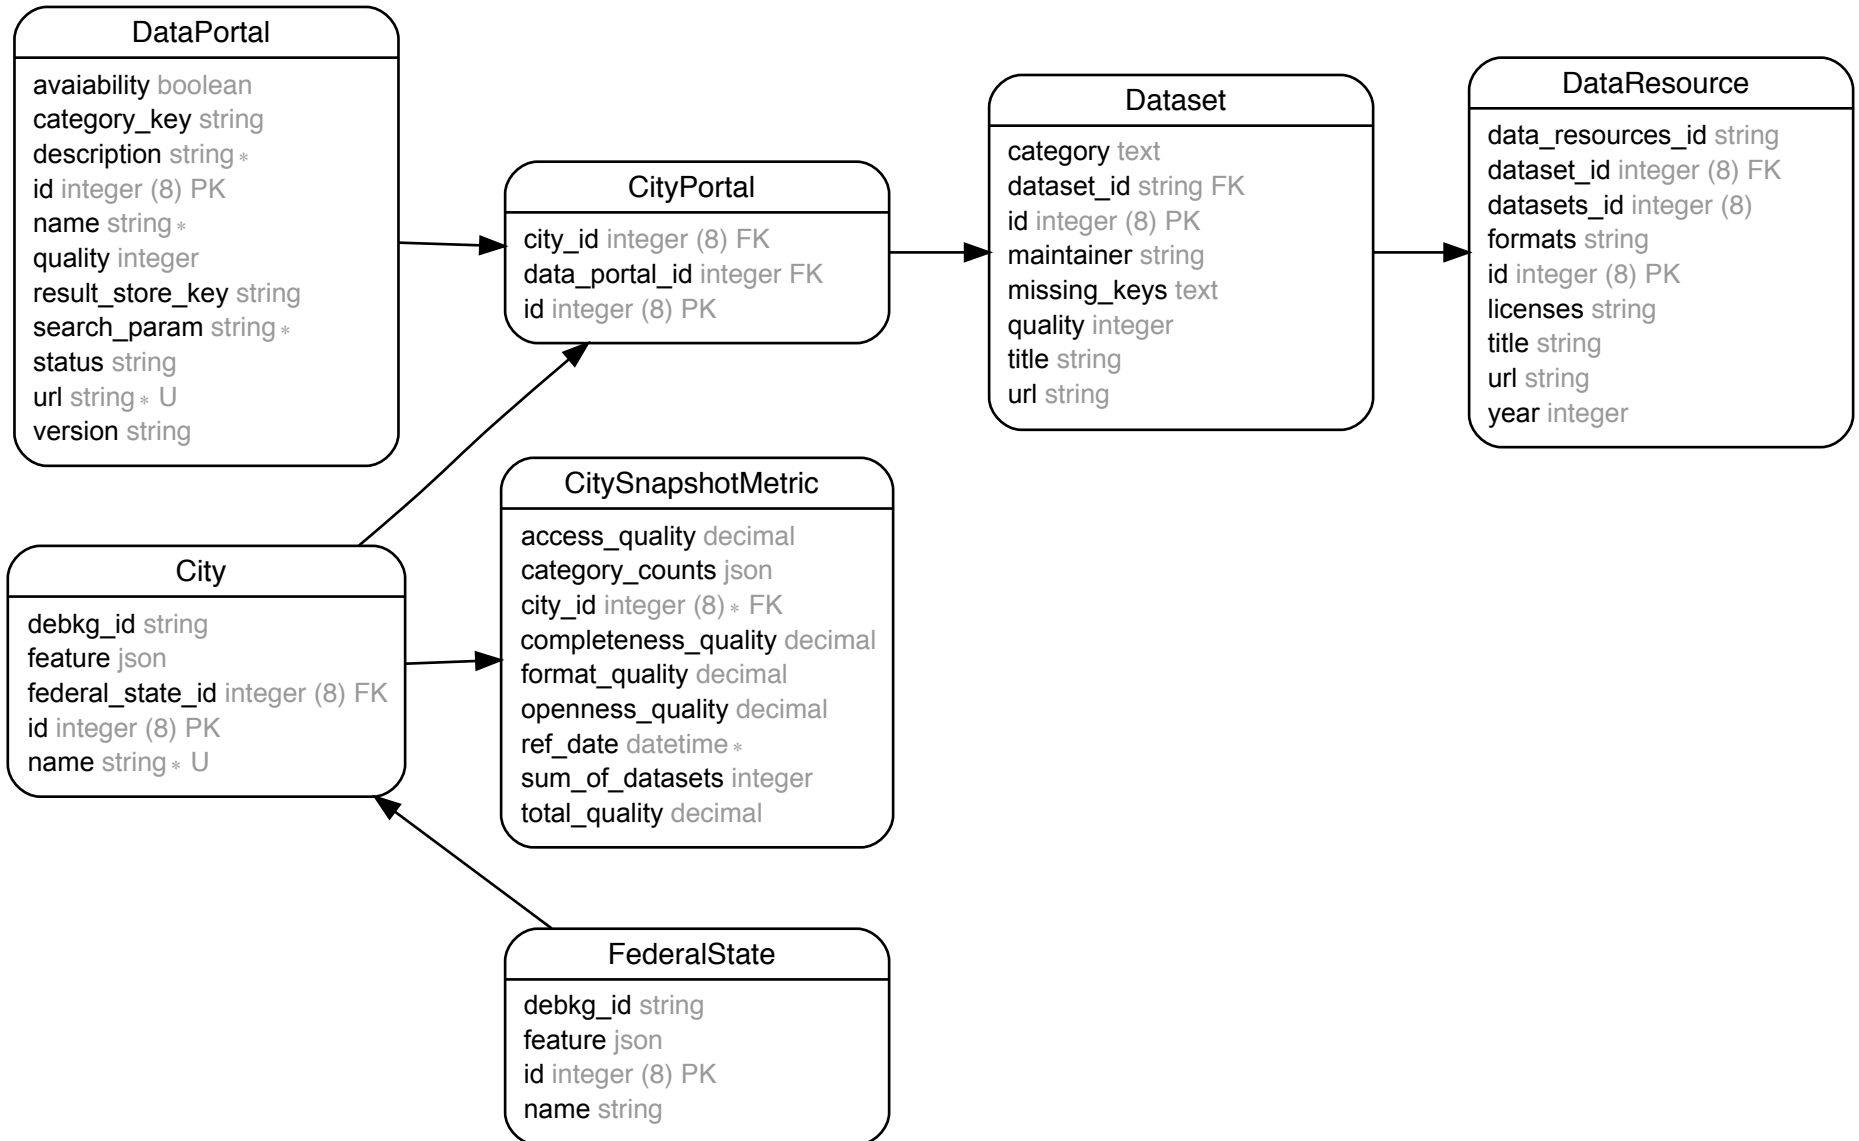 DataPortal
avaiability boolean
category_key string
description string *
id integer (8) PK
name string *
quality integer
result_store_key string
search_param string *
status string
url string * U
version string
CityPortal
city_id integer (8) FK
data_portal_id integer FK
id integer (8) PK
Dataset
category text
dataset_id string FK
id integer (8) PK
maintainer string
missing_keys text
quality integer
title string
url string
DataResource
data_resources_id string
dataset_id integer (8) FK
datasets_id integer (8)
formats string
id integer (8) PK
licenses string
title string
url string
year integer
City
debkg_id string
feature json
federal_state_id integer (8) FK
id integer (8) PK
name string * U
CitySnapshotMetric
access_quality decimal
category_counts json
city_id integer (8) * FK
completeness_quality decimal
format_quality decimal
openness_quality decimal
ref_date datetime *
sum_of_datasets integer
total_quality decimal
FederalState
debkg_id string
feature json
id integer (8) PK
name string